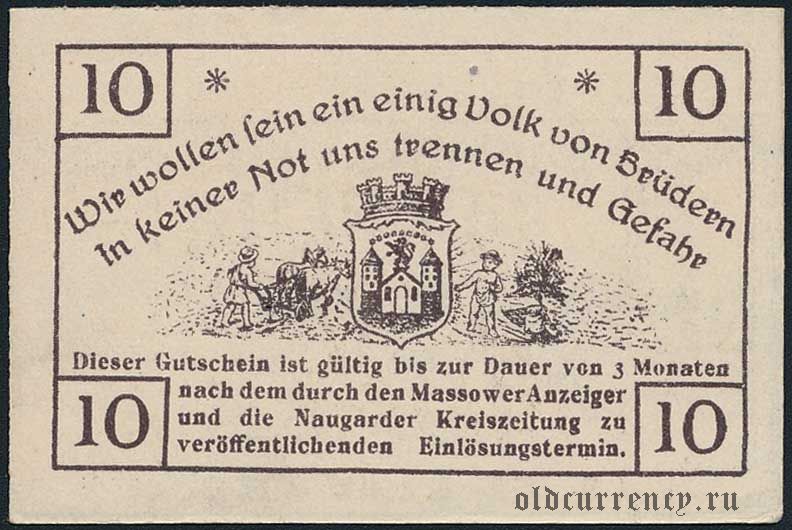 10 * * 10
Wir wollen sein ein einig Volk von Brüdern
In keiner Not uns trennen und Gefahr
Dieser Gutschein ist gültig bis zur Dauer von 3 Monaten
nach dem durch den Massower Anzeiger
und die Naugarder Kreiszeitung zu
veröffentlichenden Einlösungstermin.
10 10
oldcurrency.ru